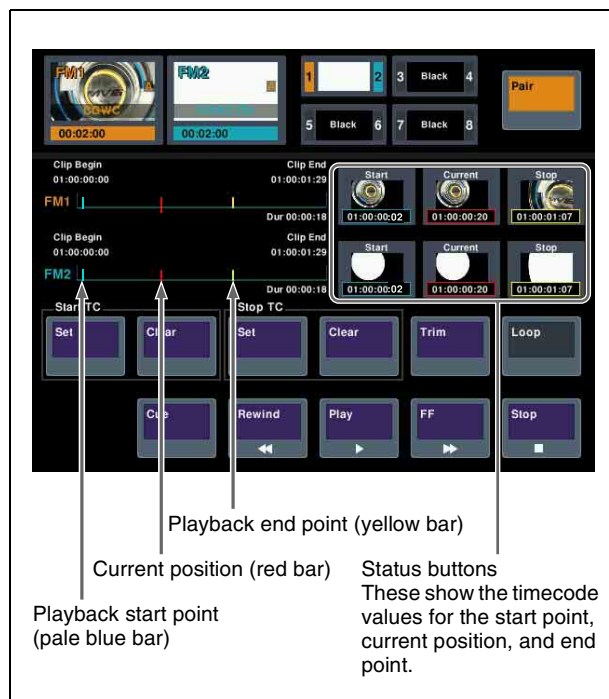 FM1
FM2
1 2 3 Black 4
Pair
00:02:00 00:02:00
5 Black 6 7 Black 8
Clip Begin Clip End
01:00:00:00 01:00:01:29
FM1
Dur 00:00:18
Start Current Stop
01:00:00:02 01:00:00:20 01:00:01:07
Clip Begin Clip End
01:00:00:00 01:00:01:29
FM2
Dur 00:00:18
Start Current Stop
01:00:00:02 01:00:00:20 01:00:01:07
Start TC Stop TC
Set Clear Set Clear Trim Loop
Cue Rewind Play FF Stop
Playback end point (yellow bar)
Current position (red bar)
Playback start point
(pale blue bar)
Status buttons
These show the timecode
values for the start point,
current position, and end
point.